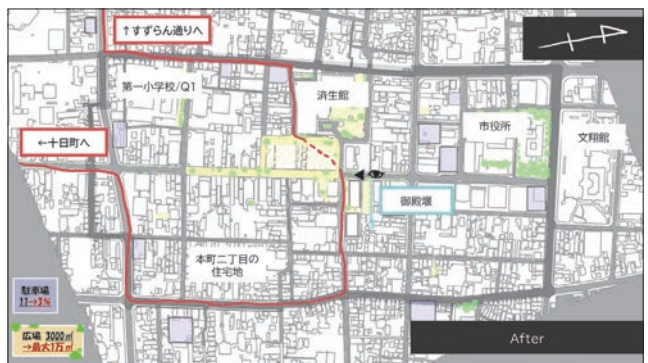 ↑すずらん通りへ
第一小学校/Q1
済生館
市役所
文翔館
←十日町へ
御殿堰
本町二丁目の
住宅地
駐車場
11→3%
広場 3000㎡
→最大1万㎡
After